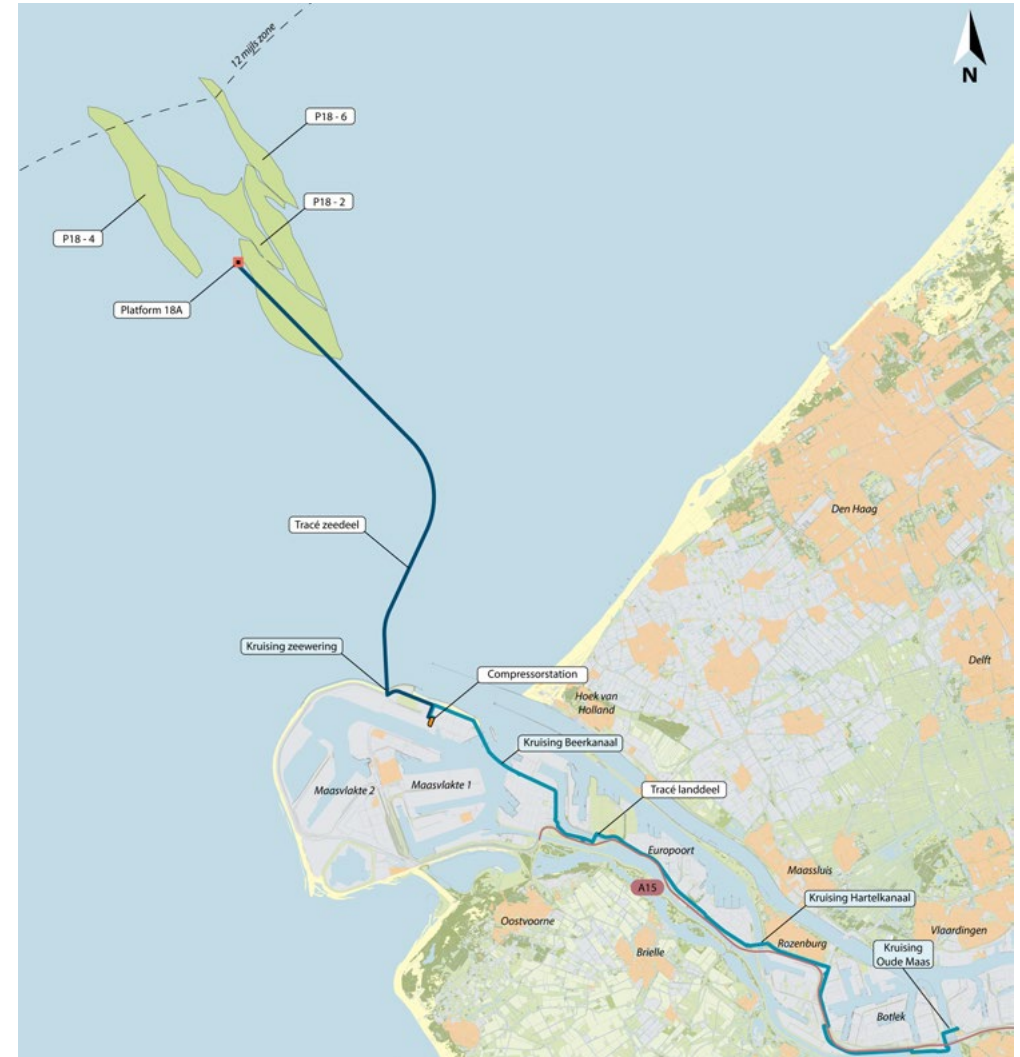 12 mijls zone
N
P18 - 6
P18 - 2
P18 - 4
Platform 18A
Den Haag
Tracé zeedeel
Kruising zeewering
Delft
Compressorstation
Hoek van
Holland
Kruising Beerkanaal
Maasvlakte 2
Maasvlakte 1
Tracé landdeel
Europoort
Maassluis
A15
Kruising Hartelkanaal
Oostvoorne
Vlaardingen
Rozenburg
Brielle
Kruising
Oude Maas
Botlek